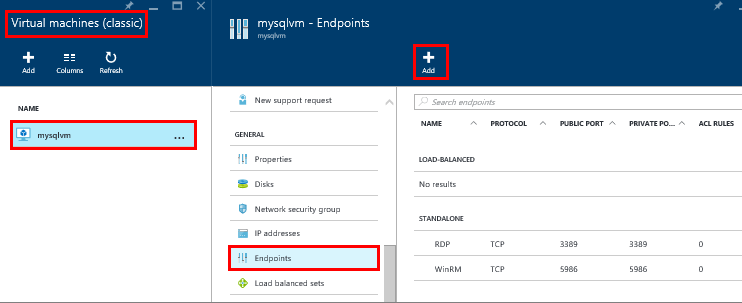 Virtual machines (classic)
Add
Columns
Refresh
NAME
mysqlvm
...
mysqlvm - Endpoints
mysqlvm
New support request
GENERAL
Properties
Disks
Network security group
IP addresses
Endpoints
Load balanced sets
Add
Search endpoints
NAME PROTOCOL PUBLIC PORT PRIVATE PO... ACL RULES
LOAD-BALANCED
No results
STANDALONE
RDP TCP 3389 3389 0
WinRM TCP 5986 5986 0